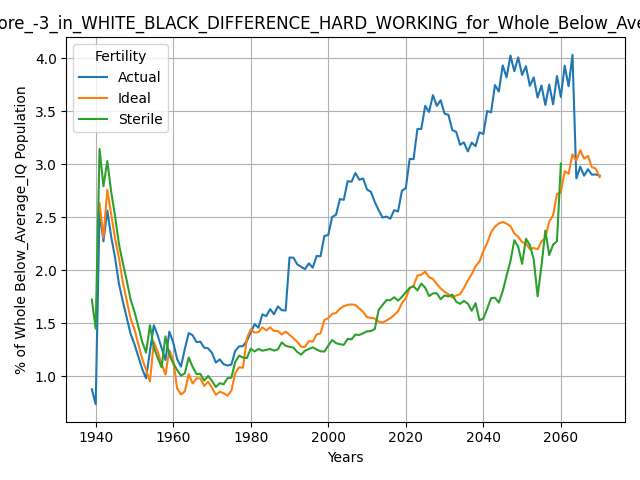 ore_-3_in_WHITE_BLACK_DIFFERENCE_HARD_WORKING_for_Whole_Below_Ave
Fertility
Actual
Ideal
Sterile
% of Whole Below_Average_IQ Population
4.0
3.5
3.0
2.5
2.0
1.5
1.0
1940 1960 1980 2000 2020 2040 2060
Years